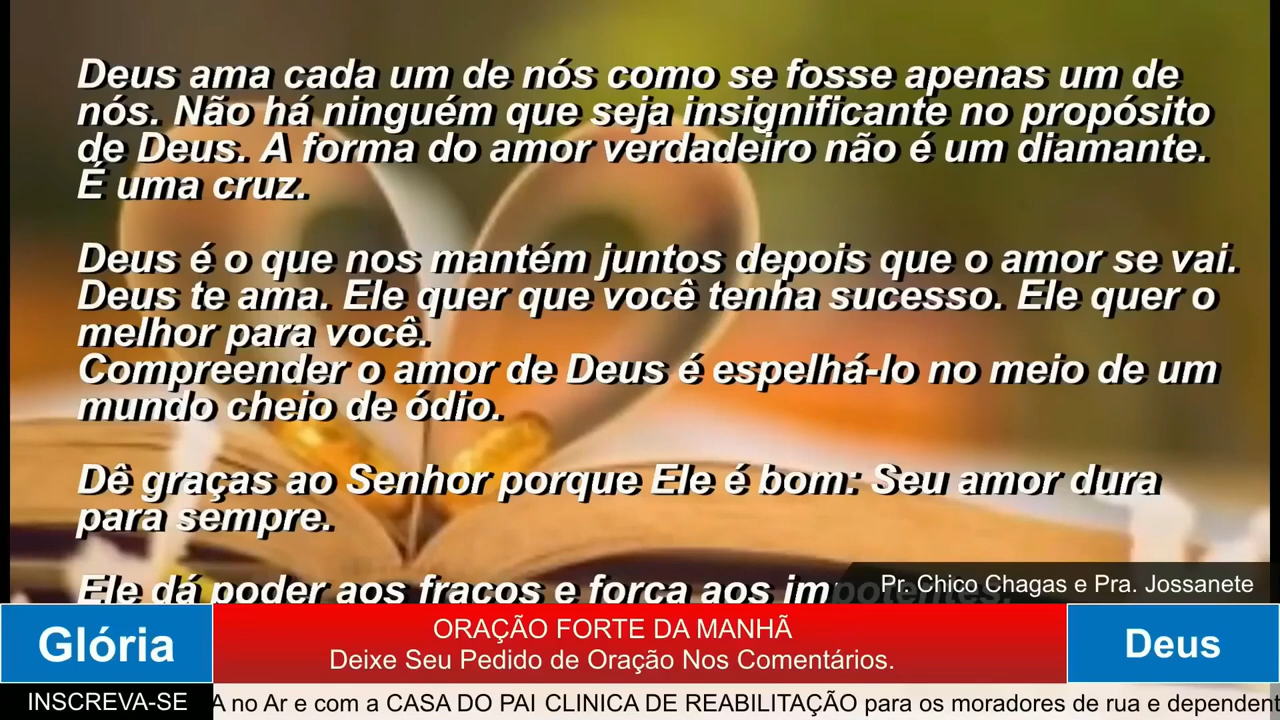 Deus ama cada um de nós como se fosse apenas um de
nós. Não há ninguém que seja insignificante no propósito
de Deus. A forma do amor verdadeiro não é um diamante.
É uma cruz.
Deus é o que nos mantém juntos depois que o amor se vai.
Deus te ama. Ele quer que você tenha sucesso. Ele quer o
melhor para você.
Compreender o amor de Deus é espelhá-lo no meio de um
mundo cheio de ódio.
Dê graças ao Senhor porque Ele é bom: Seu amor dura
para sempre.
Ele dá poder aos fracos e força aos impotentes.
Pr. Chico Chagas e Pra. Jossanete
Glória
ORAÇÃO FORTE DA MANHÃ
Deixe Seu Pedido de Oração Nos Comentários.
Deus
INSCREVA-SE
A no Ar e com a CASA DO PAI CLINICA DE REABILITAÇÃO para os moradores de rua e dependent